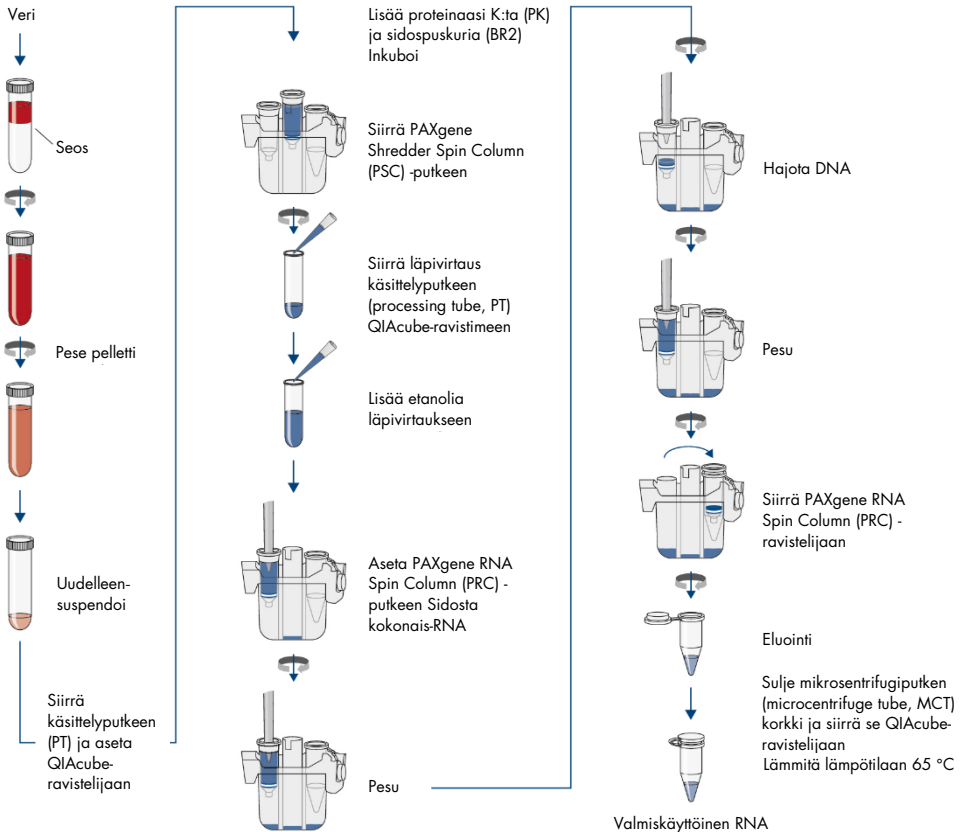 Veri
Seos
Pese pelletti
Uudelleen-
suspendoi
Siirrä
käsittelyputkeen
(PT) ja aseta
QIAcube-
ravistelijaan
Lisää proteinaasi K:ta (PK)
ja sidospuskuria (BR2)
Inkuboi
Siirrä PAXgene
Shredder Spin Column
(PSC) -putkeen
Siirrä läpivirtaus
käsittelyputkeen
(processing tube, PT)
QIAcube-ravistimeen
Lisää etanolia
läpivirtaukseen
Aseta PAXgene RNA
Spin Column (PRC) -
putkeen Sidosta
kokonais-RNA
Pesu
Hajota DNA
Pesu
Siirrä PAXgene RNA
Spin Column (PRC) -
ravistelijaan
Eluointi
Sulje mikrosentrifugiputken
(microcentrifuge tube, MCT)
korkki ja siirrä se QIAcube-
ravistelijaan
Lämmitä lämpötilaan 65 °C
Valmiskäyttöinen RNA